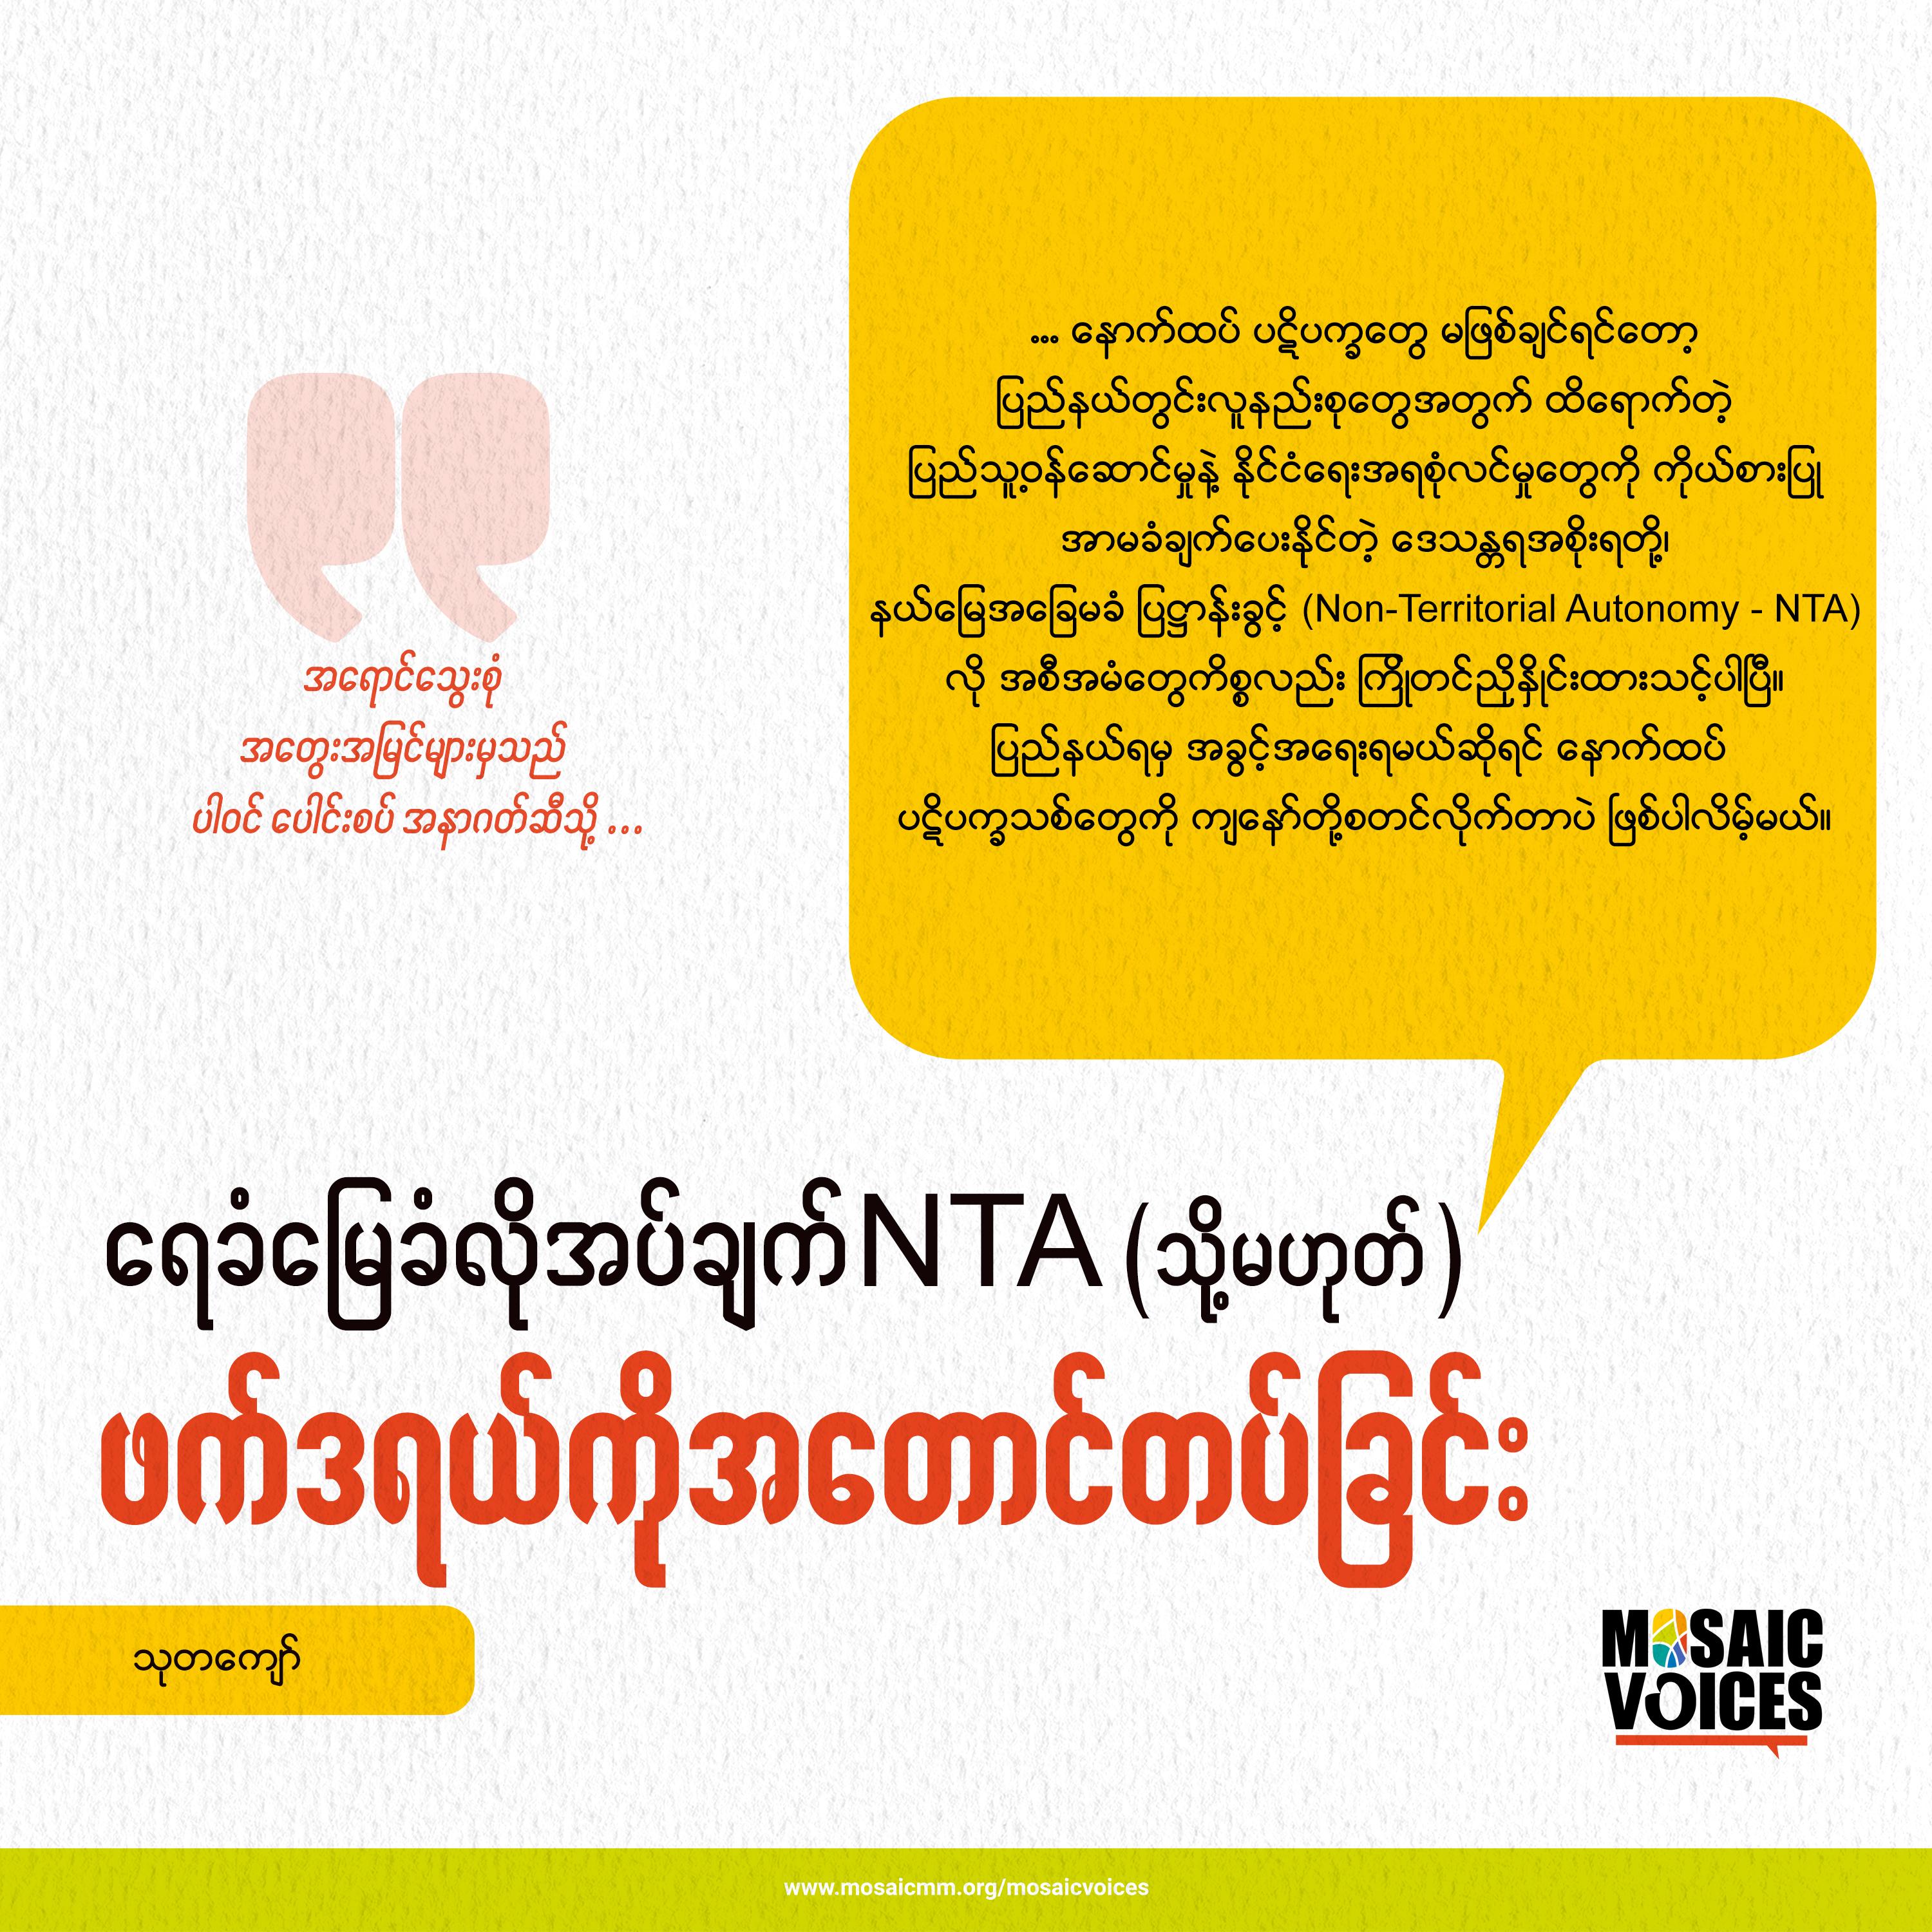 ... နောက်ထပ် ပဋိပက္ခတွေ မဖြစ်ချင်ရင်တော့
ပြည်နယ်တွင်းလူနည်းစုတွေအတွက် ထိရောက်တဲ့
ပြည်သူ့ဝန်ဆောင်မှုနဲ့ နိုင်ငံရေးအရစုံလင်မှုတွေကို ကိုယ်စားပြု
အာမခံချက်ပေးနိုင်တဲ့ ဒေသန္တရအစိုးရတို့၊
နယ်မြေအခြေမခံ ပြဋ္ဌာန်းခွင့် (Non-Territorial Autonomy - NTA)
လို အစီအမံတွေကိစ္စလည်း ကြိုတင်ညှိနှိုင်းထားသင့်ပါပြီ။
ပြည်နယ်ရမှ အခွင့်အရေးရမယ်ဆိုရင် နောက်ထပ်
ပဋိပက္ခသစ်တွေကို ကျနော်တို့စတင်လိုက်တာပဲ ဖြစ်ပါလိမ့်မယ်။
အရောင်သွေးစုံ
အတွေးအမြင်များမှသည်
ပါဝင် ပေါင်းစပ် အနာဂတ်ဆီသို့ ...
ရေခံမြေခံလိုအပ်ချက် NTA (သို့မဟုတ်)
ဖက်ဒရယ်ကိုအတောင်တပ်ခြင်း
သုတကျော်
MOSAIC
VOICES
www.mosaicmm.org/mosaicvoices